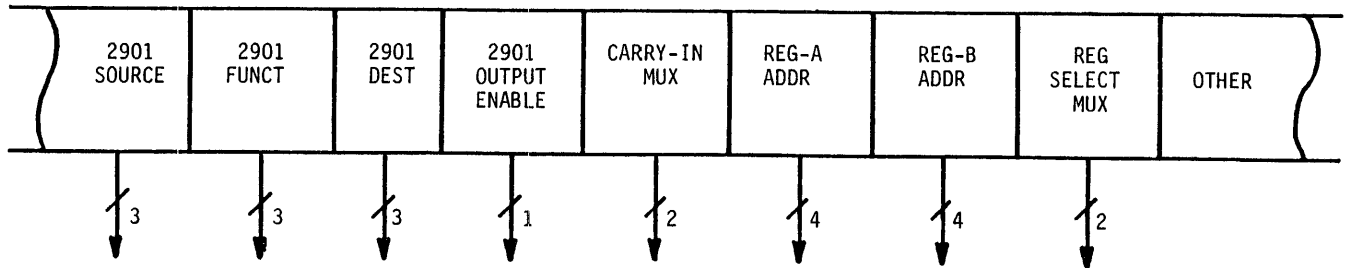 2901
SOURCE
2901
FUNCT
2901
DEST
2901
OUTPUT
ENABLE
CARRY-IN
MUX
REG-A
ADDR
REG-B
ADDR
REG
SELECT
MUX
OTHER
3
3
3
1
2
4
4
2